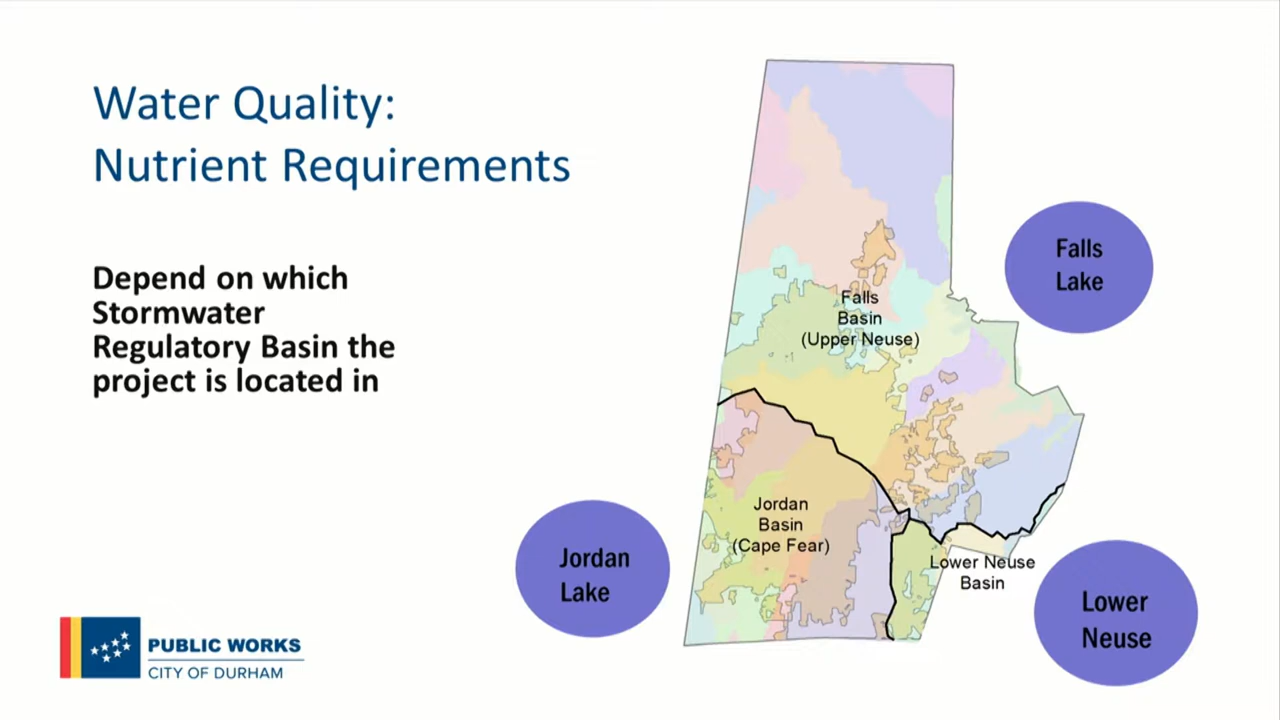 Water Quality:
Nutrient Requirements
Depend on which
Stormwater
Regulatory Basin the
project is located in
Falls
Lake
Falls
Basin
(Upper Neuse)
Jordan
Basin
(Cape Fear)
Jordan
Lake
Lower Neuse
Basin
Lower
Neuse
PUBLIC WORKS
CITY OF DURHAM